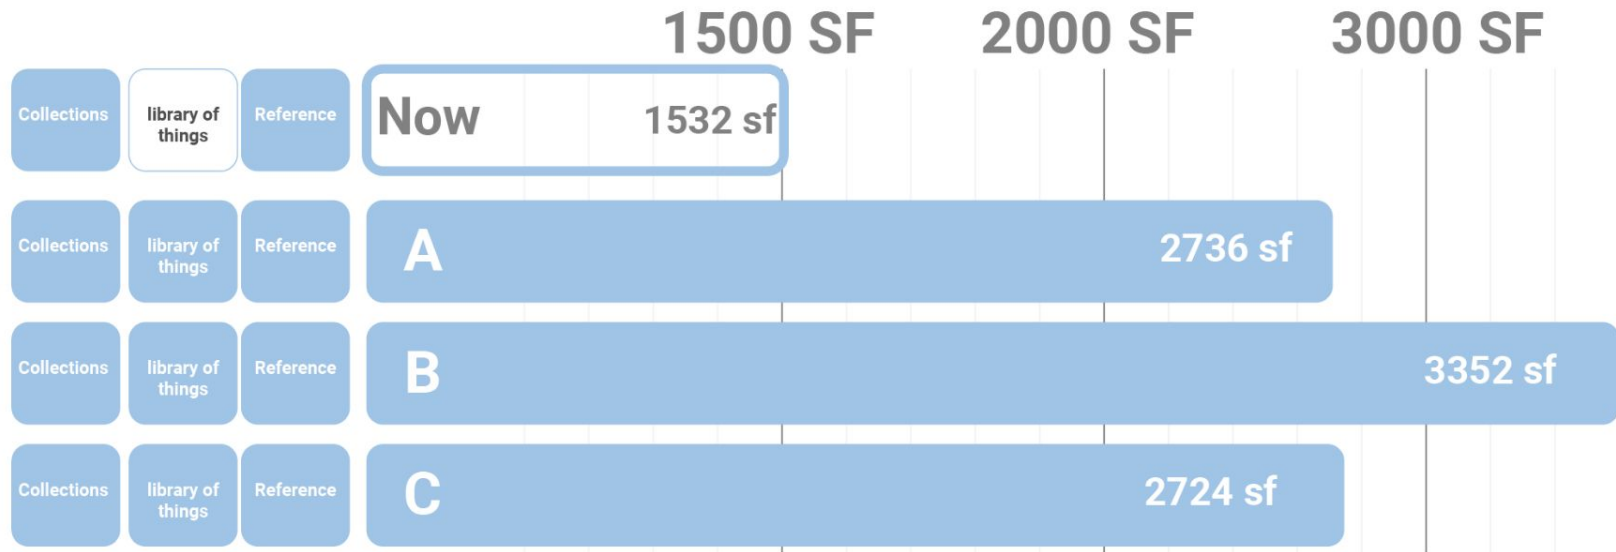 1500 SF 2000 SF 3000 SF
Collections library of things Reference Now 1532 sf
Collections library of things Reference A 2736 sf
Collections library of things Reference B 3352 sf
Collections library of things Reference C 2724 sf